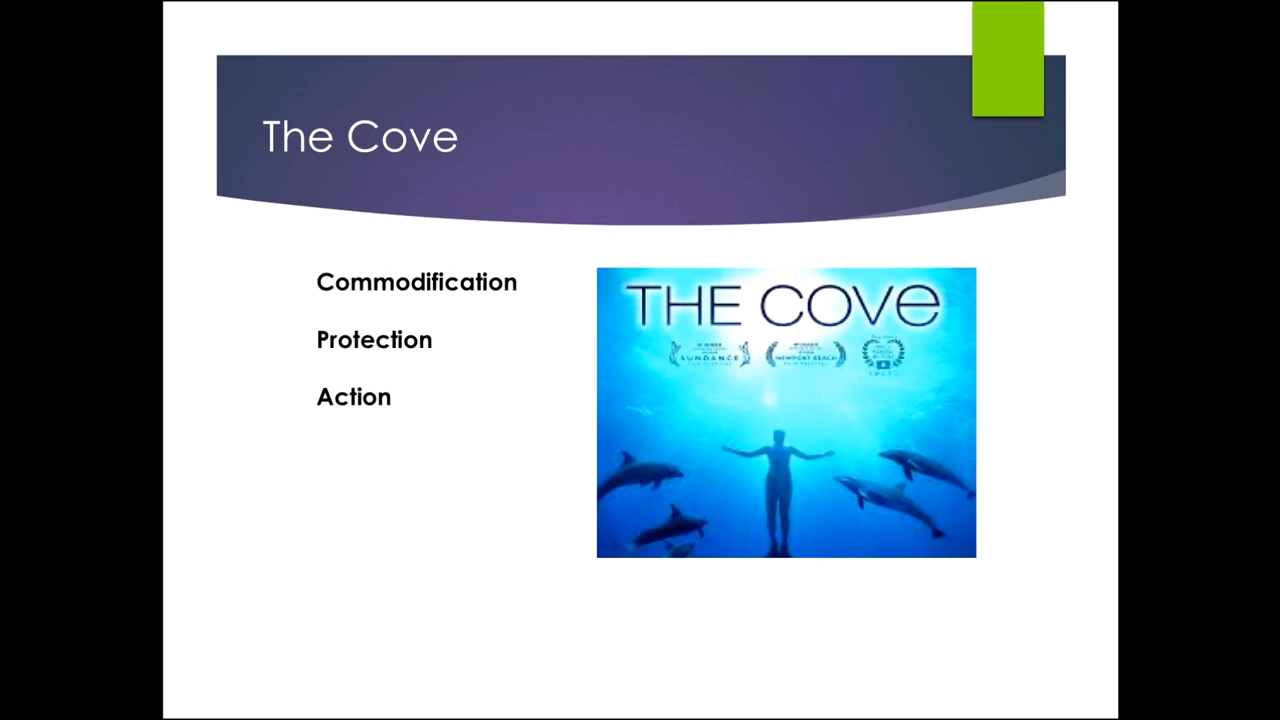 The Cove
Commodification
Protection
Action
THE COVE
SUNDANCE
NEWPORT BEACH